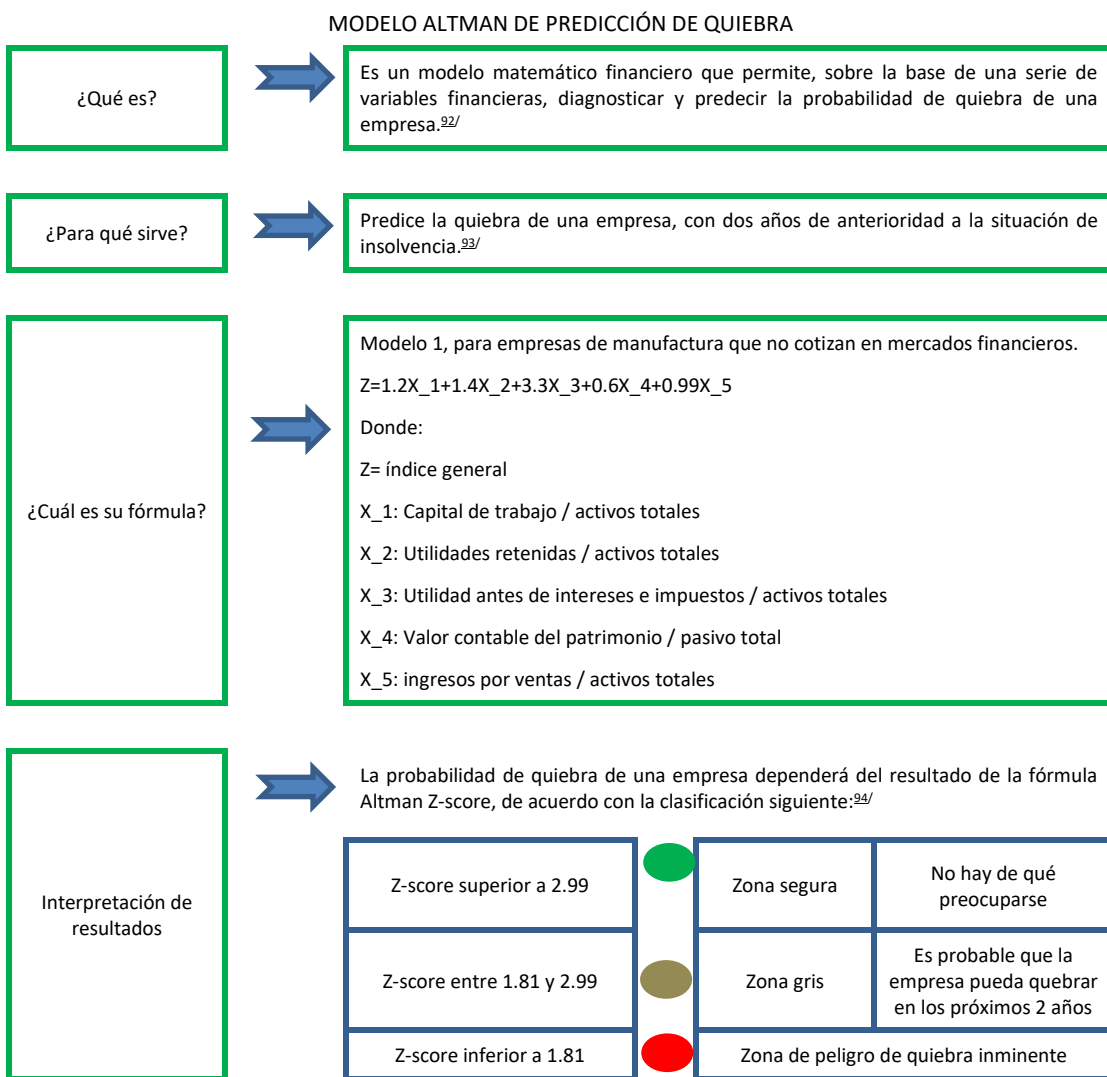 MODELO ALTMAN DE PREDICCIÓN DE QUIEBRA
¿Qué es?
Es un modelo matemático financiero que permite, sobre la base de una serie de
variables financieras, diagnosticar y predecir la probabilidad de quiebra de una
empresa.92/
¿Para qué sirve?
Predice la quiebra de una empresa, con dos años de anterioridad a la situación de
insolvencia.93/
¿Cuál es su fórmula?
Modelo 1, para empresas de manufactura que no cotizan en mercados financieros.
Z=1.2X_1+1.4X_2+3.3X_3+0.6X_4+0.99X_5
Donde:
Z= índice general
X_1: Capital de trabajo / activos totales
X_2: Utilidades retenidas / activos totales
X_3: Utilidad antes de intereses e impuestos / activos totales
X_4: Valor contable del patrimonio / pasivo total
X_5: ingresos por ventas / activos totales
Interpretación de
resultados
La probabilidad de quiebra de una empresa dependerá del resultado de la fórmula
Altman Z-score, de acuerdo con la clasificación siguiente:94/
Z-score superior a 2.99
Zona segura
No hay de qué
preocuparse
Z-score entre 1.81 y 2.99
Zona gris
Es probable que la
empresa pueda quebrar
en los próximos 2 años
Z-score inferior a 1.81
Zona de peligro de quiebra inminente